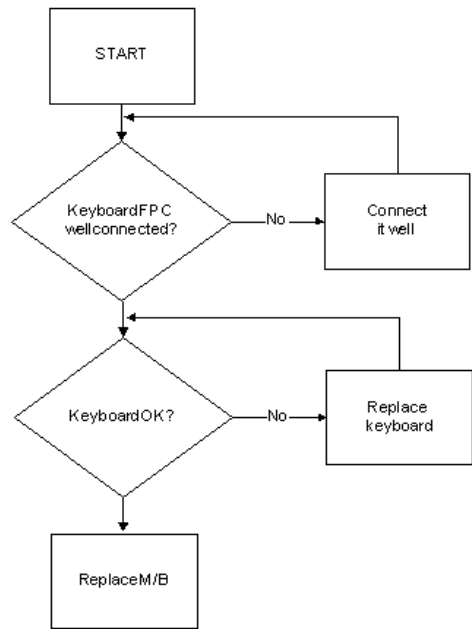 START
KeyboardFPC
wellconnected?
No
Connect
it well
KeyboardOK?
No
Replace
keyboard
ReplaceM/B